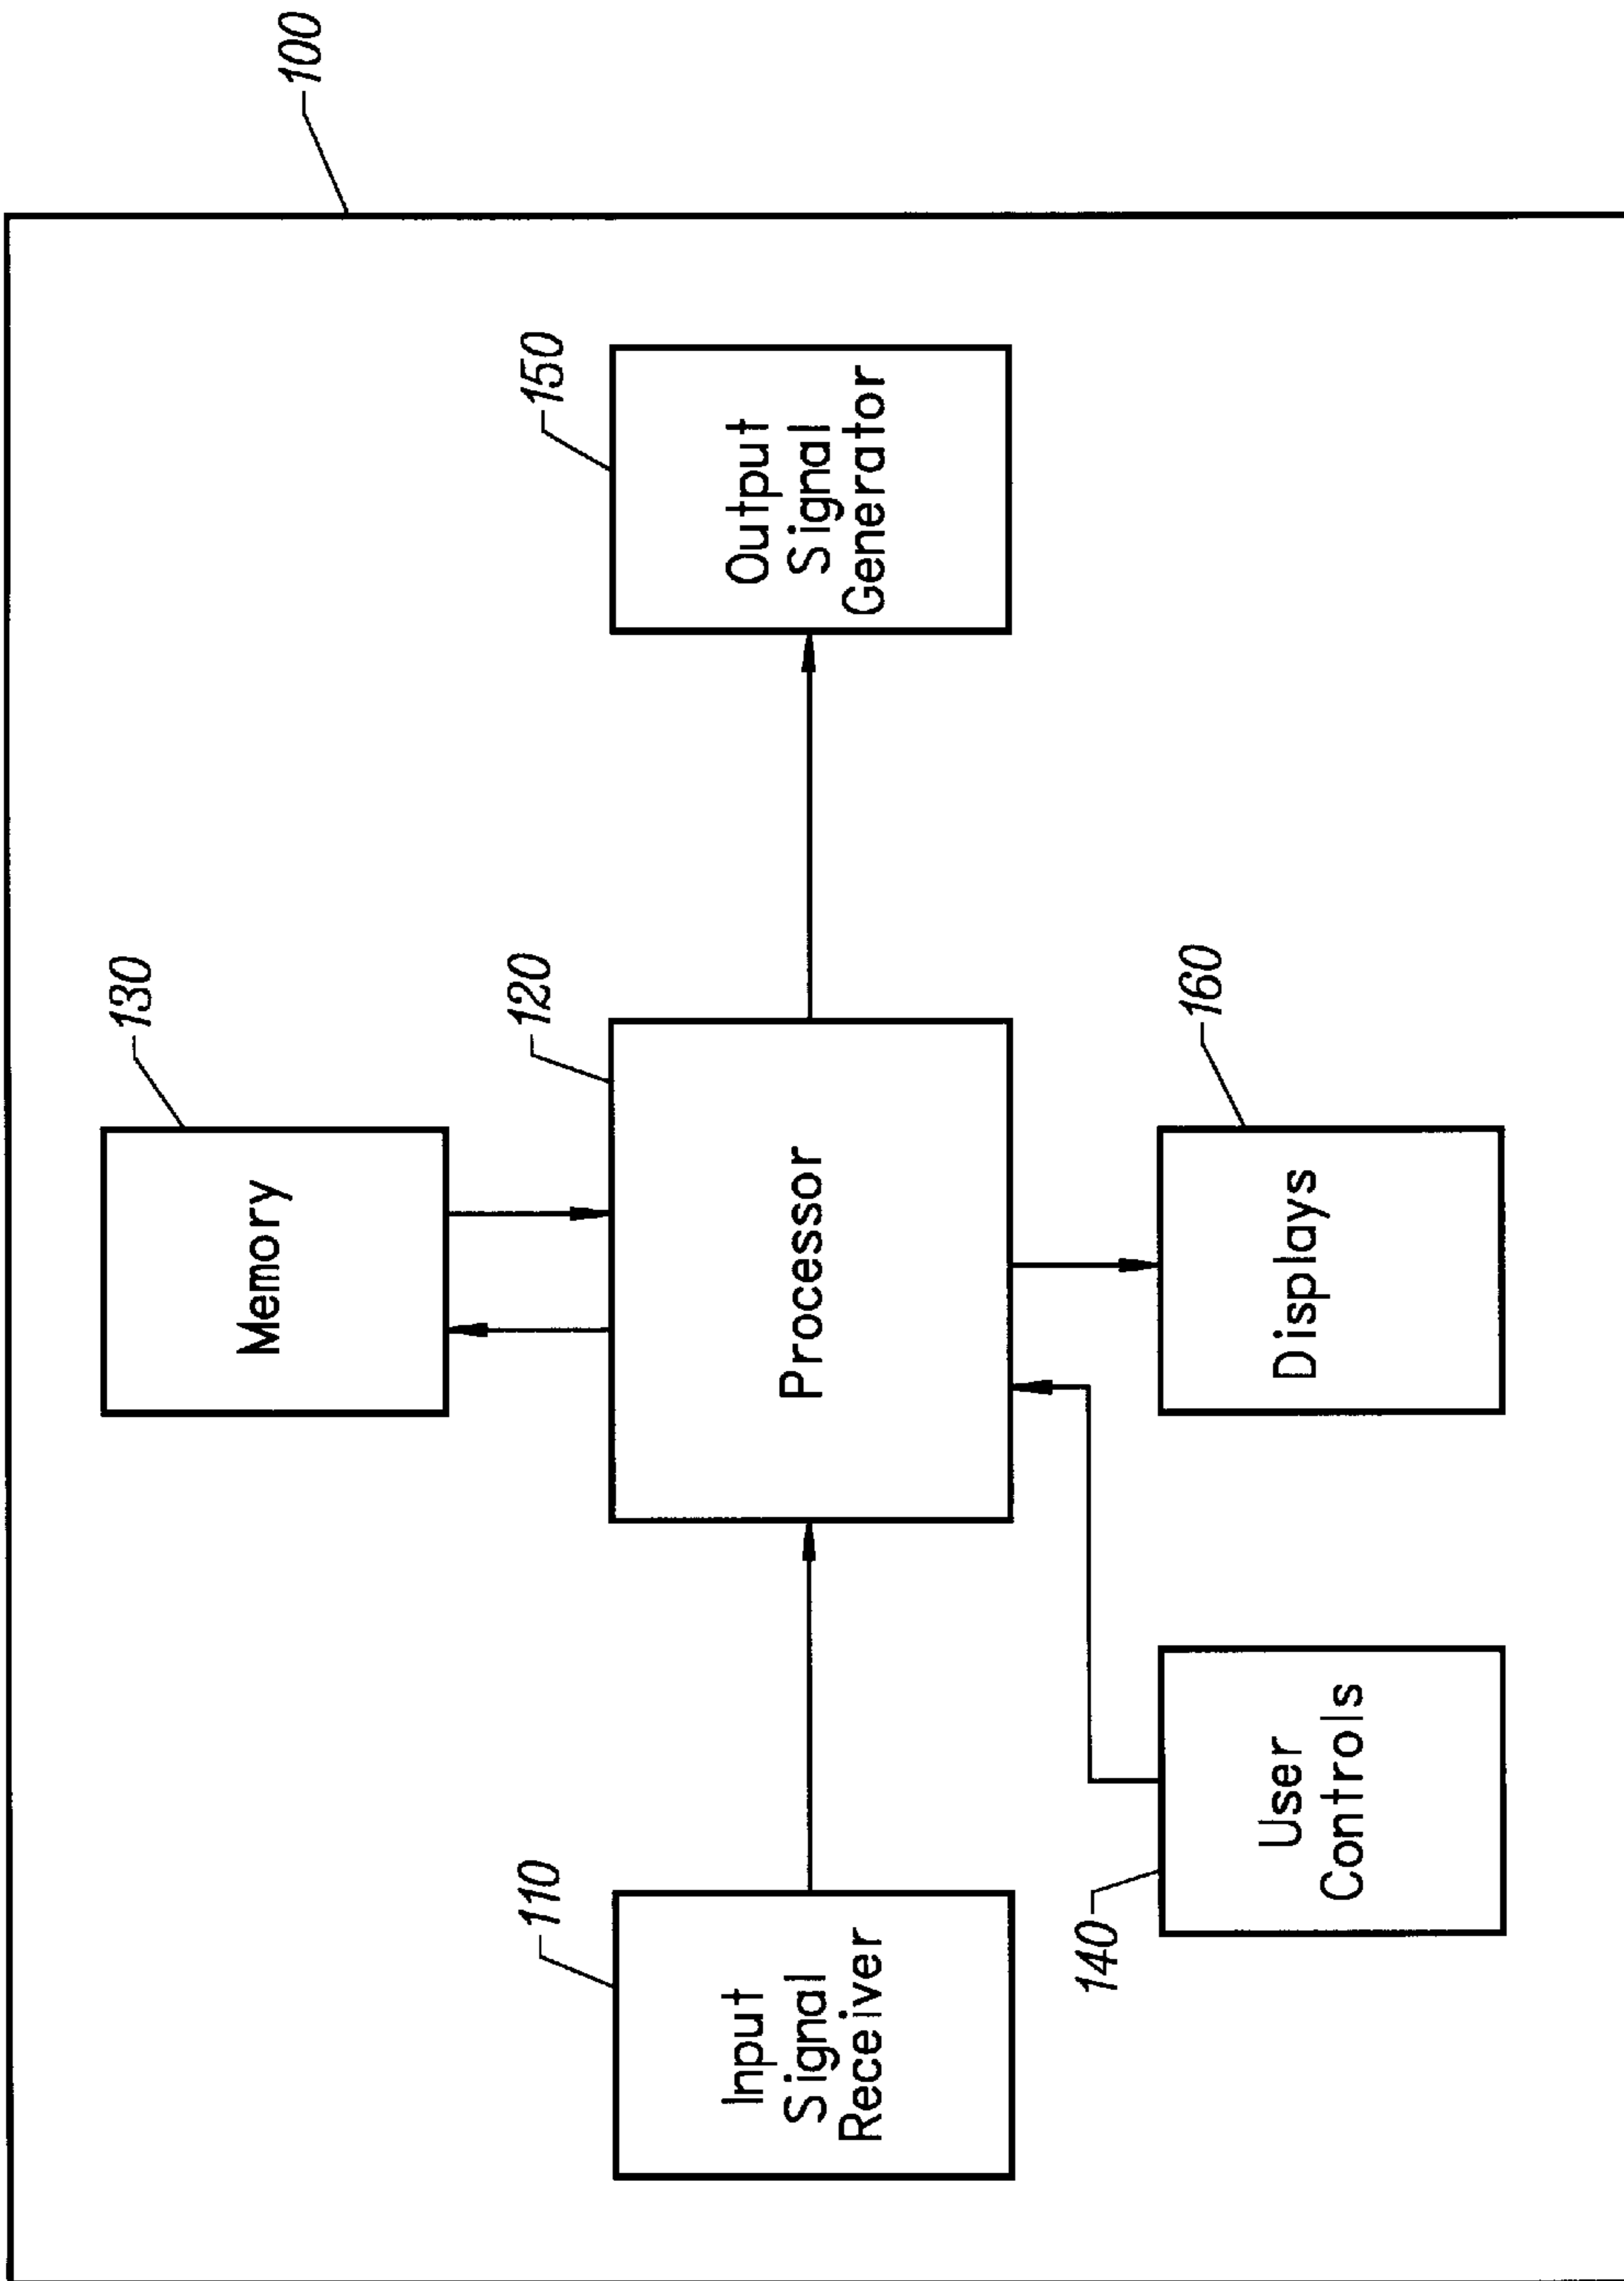 100
130
Memory
120
Processor
110
Input
Signal
Receiver
150
Output
Signal
Generator
140
User
Controls
160
Displays